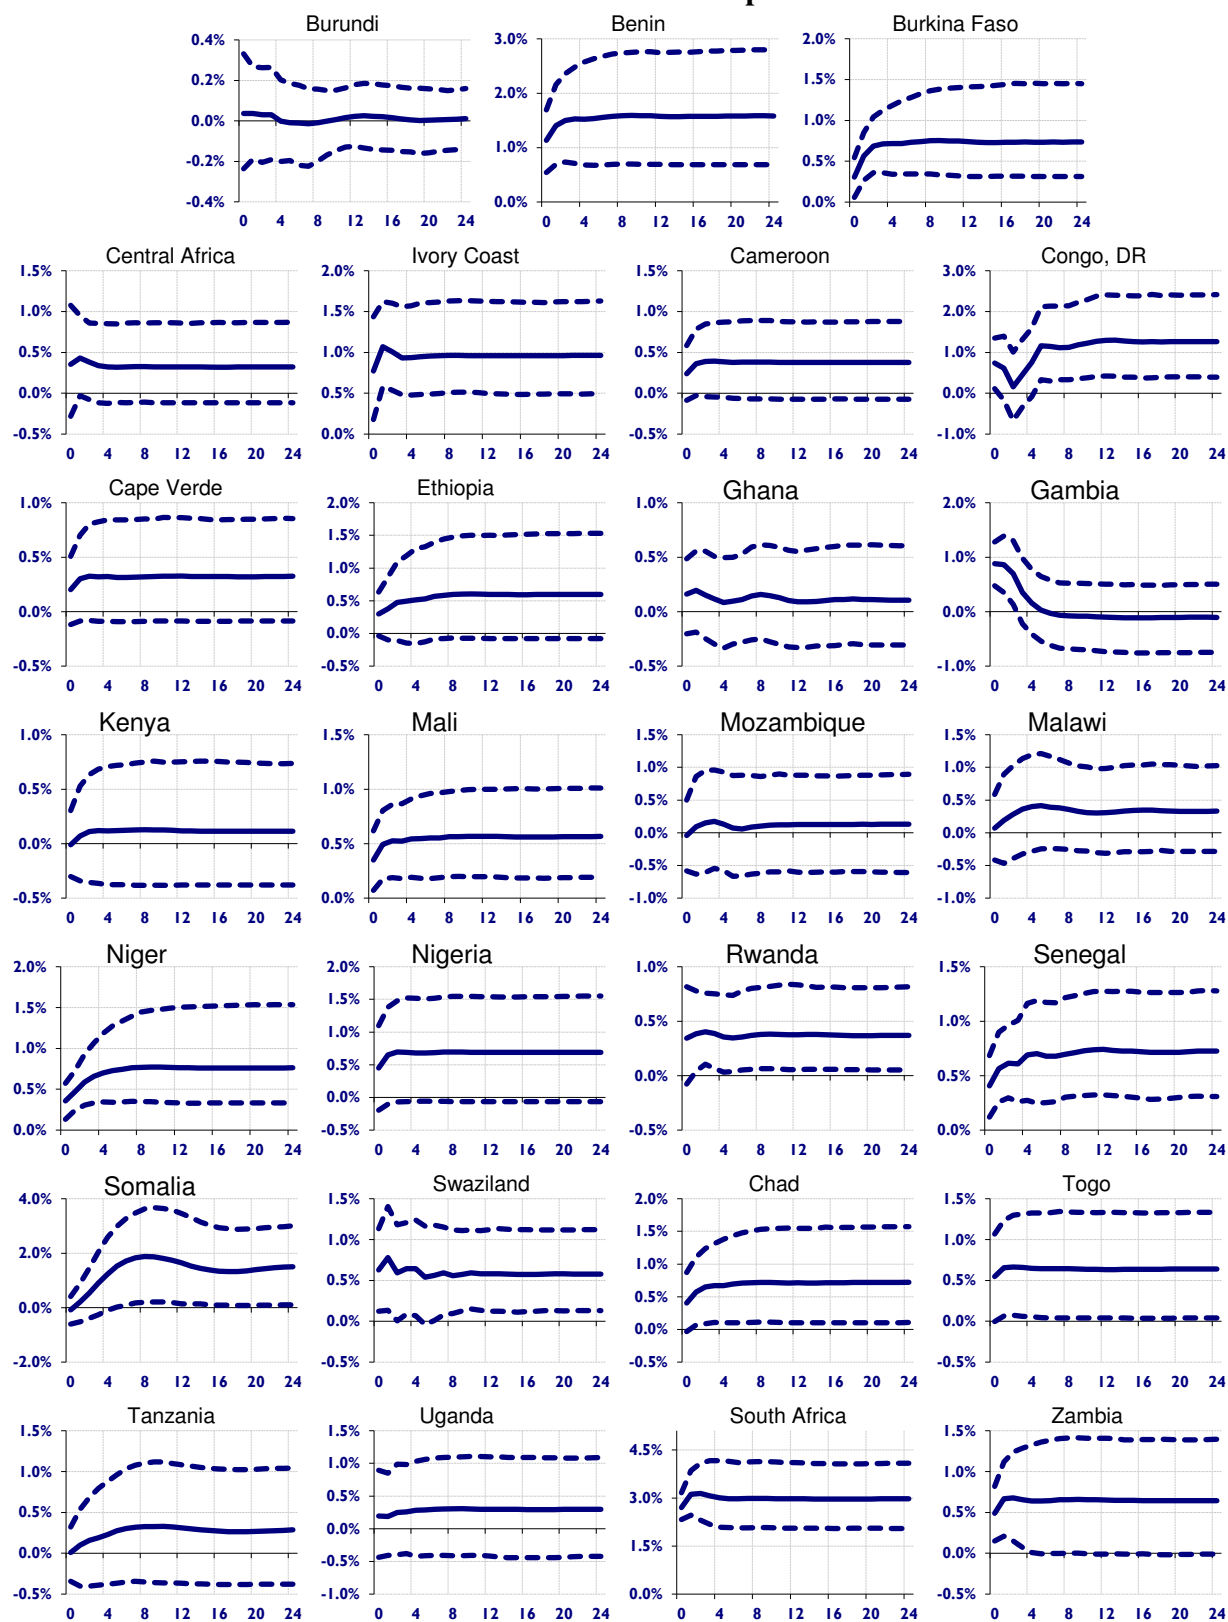 Burundi
0.4%
0.2%
0.0%
-0.2%
-0.4%
0 4 8 12 16 20 24
Benin
3.0%
2.0%
1.0%
0.0%
0 4 8 12 16 20 24
Burkina Faso
2.0%
1.5%
1.0%
0.5%
0.0%
0 4 8 12 16 20 24
Central Africa
1.5%
1.0%
0.5%
0.0%
-0.5%
0 4 8 12 16 20 24
Ivory Coast
2.0%
1.5%
1.0%
0.5%
0.0%
0 4 8 12 16 20 24
Cameroon
1.5%
1.0%
0.5%
0.0%
-0.5%
0 4 8 12 16 20 24
Congo, DR
3.0%
2.0%
1.0%
0.0%
-1.0%
0 4 8 12 16 20 24
Cape Verde
1.0%
0.5%
0.0%
-0.5%
0 4 8 12 16 20 24
Ethiopia
2.0%
1.5%
1.0%
0.5%
0.0%
-0.5%
0 4 8 12 16 20 24
Ghana
1.0%
0.5%
0.0%
-0.5%
0 4 8 12 16 20 24
Gambia
2.0%
1.0%
0.0%
-1.0%
0 4 8 12 16 20 24
Kenya
1.0%
0.5%
0.0%
-0.5%
0 4 8 12 16 20 24
Mali
1.5%
1.0%
0.5%
0.0%
0 4 8 12 16 20 24
Mozambique
1.5%
1.0%
0.5%
0.0%
-0.5%
-1.0%
0 4 8 12 16 20 24
Malawi
1.5%
1.0%
0.5%
0.0%
-0.5%
-1.0%
0 4 8 12 16 20 24
Niger
2.0%
1.5%
1.0%
0.5%
0.0%
0 4 8 12 16 20 24
Nigeria
2.0%
1.5%
1.0%
0.5%
0.0%
-0.5%
0 4 8 12 16 20 24
Rwanda
1.0%
0.5%
0.0%
-0.5%
0 4 8 12 16 20 24
Senegal
1.5%
1.0%
0.5%
0.0%
0 4 8 12 16 20 24
Somalia
4.0%
2.0%
0.0%
-2.0%
0 4 8 12 16 20 24
Swaziland
1.5%
1.0%
0.5%
0.0%
-0.5%
0 4 8 12 16 20 24
Chad
2.0%
1.5%
1.0%
0.5%
0.0%
-0.5%
0 4 8 12 16 20 24
Togo
1.5%
1.0%
0.5%
0.0%
-0.5%
0 4 8 12 16 20 24
Tanzania
1.5%
1.0%
0.5%
0.0%
-0.5%
0 4 8 12 16 20 24
Uganda
1.5%
1.0%
0.5%
0.0%
-0.5%
-1.0%
0 4 8 12 16 20 24
South Africa
4.5%
3.0%
1.5%
0.0%
0 4 8 12 16 20 24
Zambia
1.5%
1.0%
0.5%
0.0%
-0.5%
0 4 8 12 16 20 24